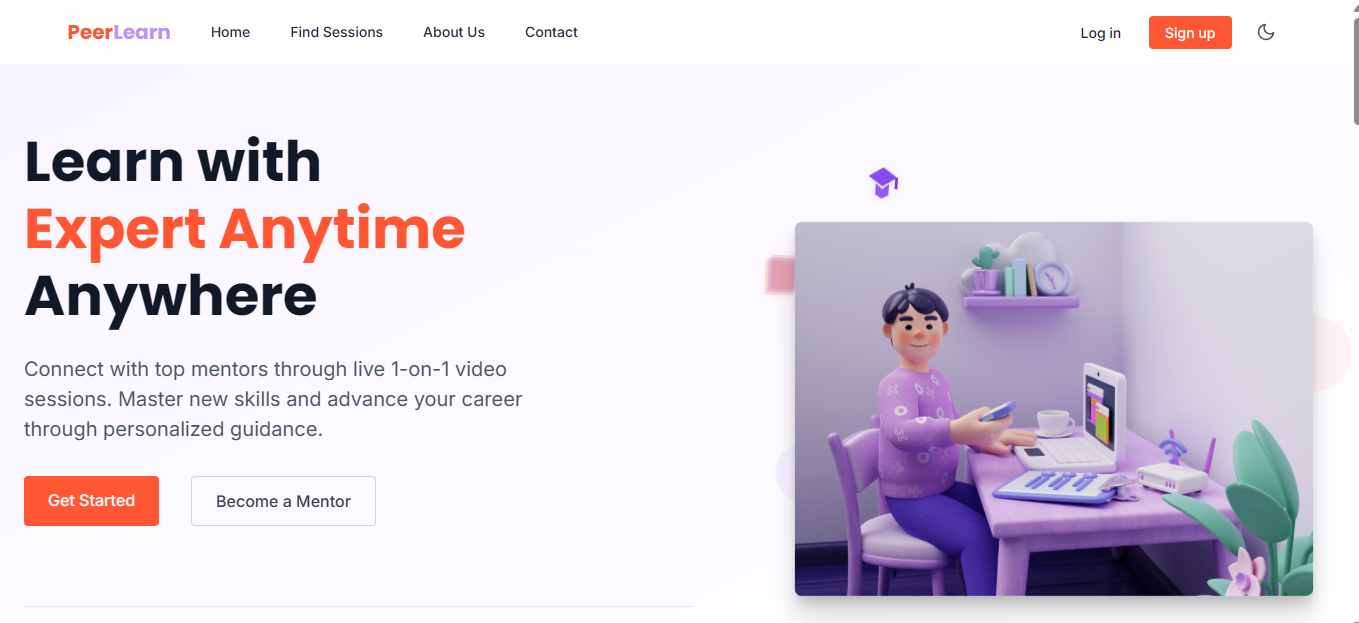 PeerLearn Home Find Sessions About Us Contact Log in Sign up
Learn with
Expert Anytime
Anywhere
Connect with top mentors through live 1-on-1 video
sessions. Master new skills and advance your career
through personalized guidance.
Get Started Become a Mentor